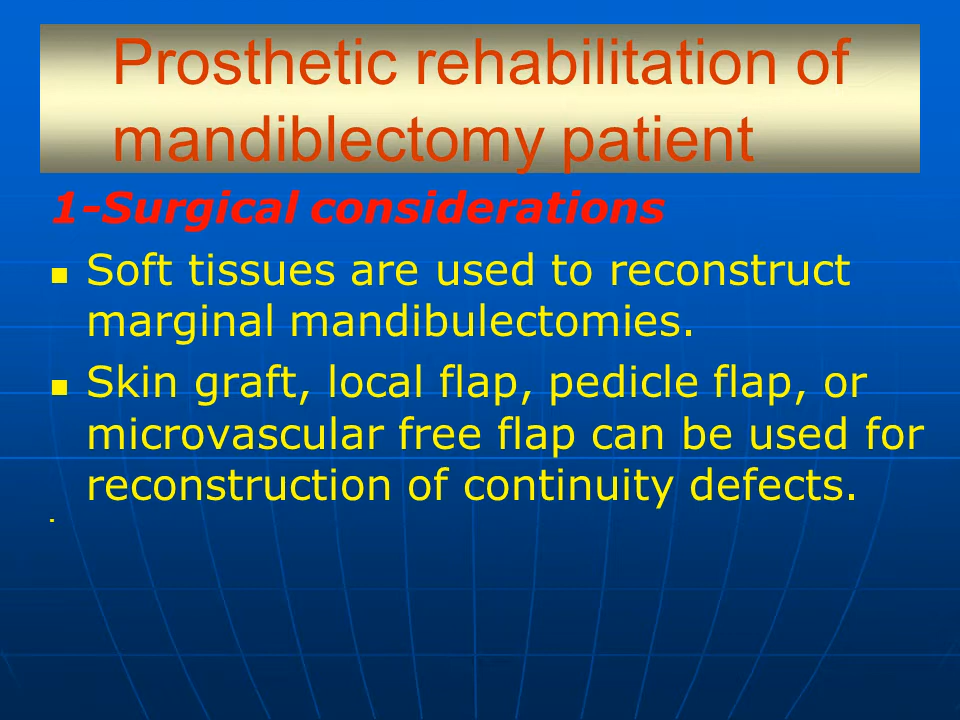 Prosthetic rehabilitation of
mandiblectomy patient
1-Surgical considerations
Soft tissues are used to reconstruct
marginal mandibulectomies.
Skin graft, local flap, pedicle flap, or
microvascular free flap can be used for
reconstruction of continuity defects.